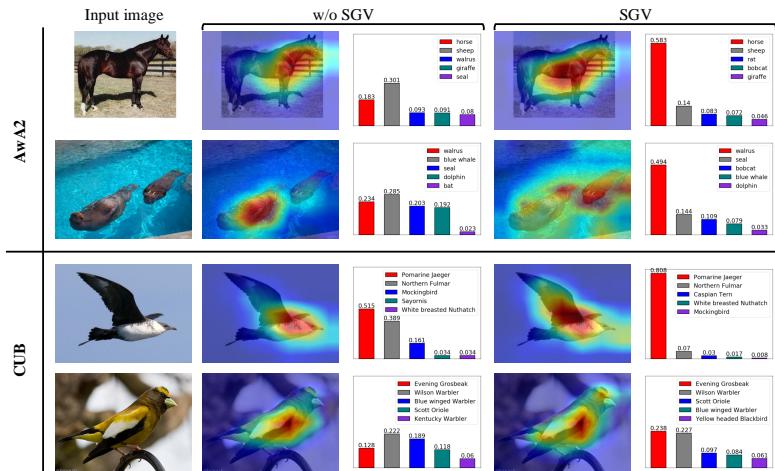 Input image
w/o SGV
SGV
AwA2
horse
sheep
walrus
giraffe
seal
0.183
0.301
0.093
0.091
0.08
horse
sheep
rat
bobcat
giraffe
0.583
0.14
0.083
0.072
0.046
walrus
blue whale
seal
dolphin
bat
0.234
0.285
0.203
0.192
0.023
walrus
seal
bobcat
blue whale
dolphin
0.494
0.144
0.109
0.079
0.033
CUB
Pomarine Jaeger
Northern Fulmar
Mockingbird
Sayornis
White breasted Nuthatch
0.515
0.389
0.161
0.034
0.034
Pomarine Jaeger
Northern Fulmar
Caspian Tern
White breasted Nuthatch
Mockingbird
0.808
0.07
0.03
0.017
0.008
Evening Grosbeak
Wilson Warbler
Blue winged Warbler
Scott Oriole
Kentucky Warbler
0.128
0.222
0.189
0.118
0.06
Evening Grosbeak
Wilson Warbler
Scott Oriole
Blue winged Warbler
Yellow headed Blackbird
0.238
0.227
0.097
0.084
0.061